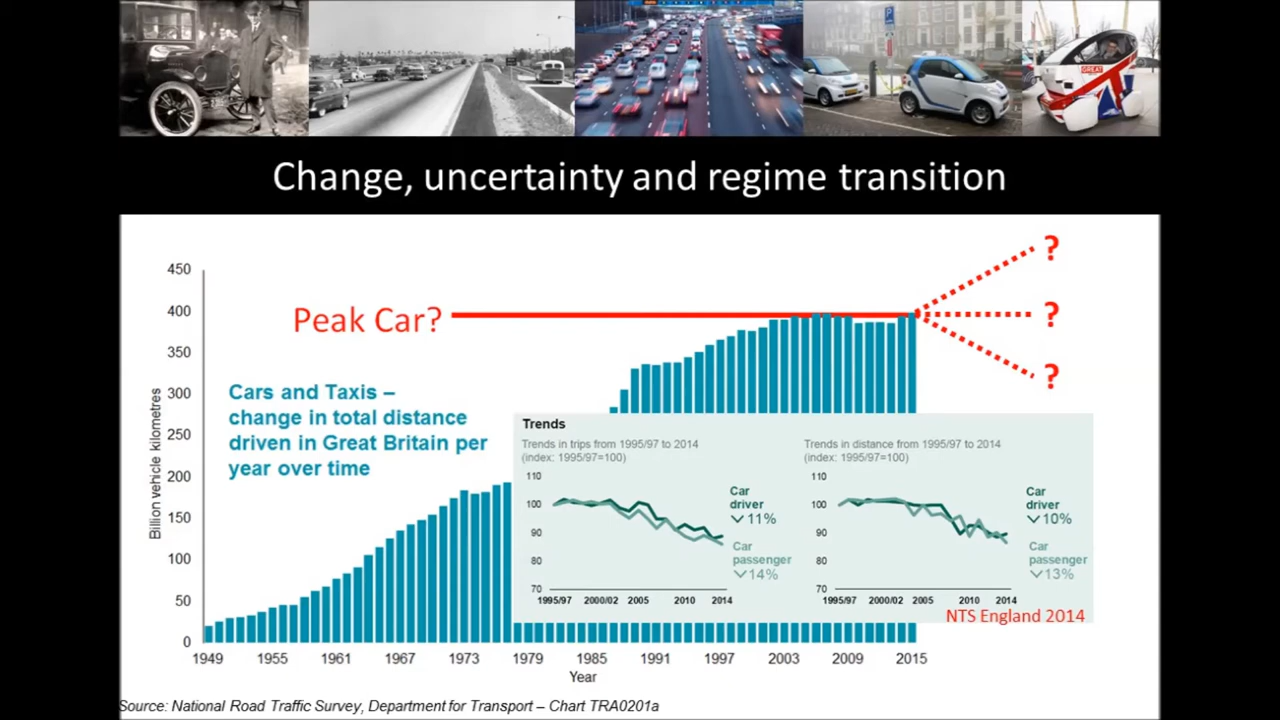 GREAT
Change, uncertainty and regime transition
450
400
350
300
250
200
150
100
50
0
Billion vehicle kilometres
Peak Car?
?
?
?
Cars and Taxis –
change in total distance
driven in Great Britain per
year over time
Trends
Trends in trips from 1995/97 to 2014
(index: 1995/97=100)
110
100
90
80
70
Car
driver
11%
Car
passenger
14%
1995/97 2000/02 2005 2010 2014
Trends in distance from 1995/97 to 2014
(index: 1995/97=100)
110
100
90
80
70
Car
driver
10%
Car
passenger
13%
1995/97 2000/02 2005 2010 2014
NTS England 2014
1949 1955 1961 1967 1973 1979 1985 1991 1997 2003 2009 2015
Year
Source: National Road Traffic Survey, Department for Transport – Chart TRA0201a